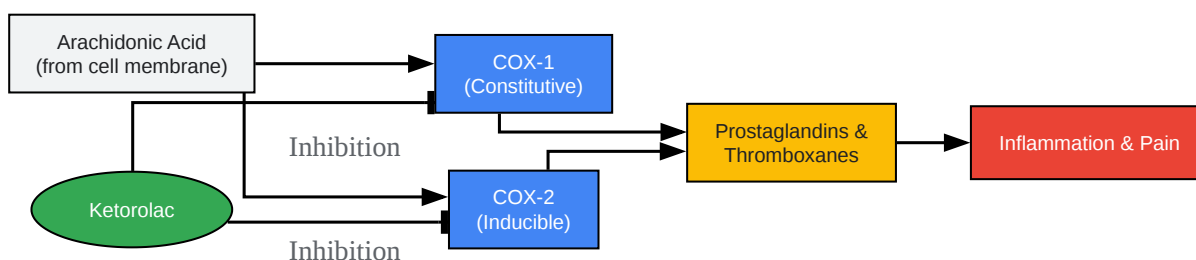 Arachidonic Acid
(from cell membrane)
COX-1
(Constitutive)
Inhibition
Prostaglandins &
Thromboxanes
Inflammation & Pain
Ketorolac
COX-2
(Inducible)
Inhibition